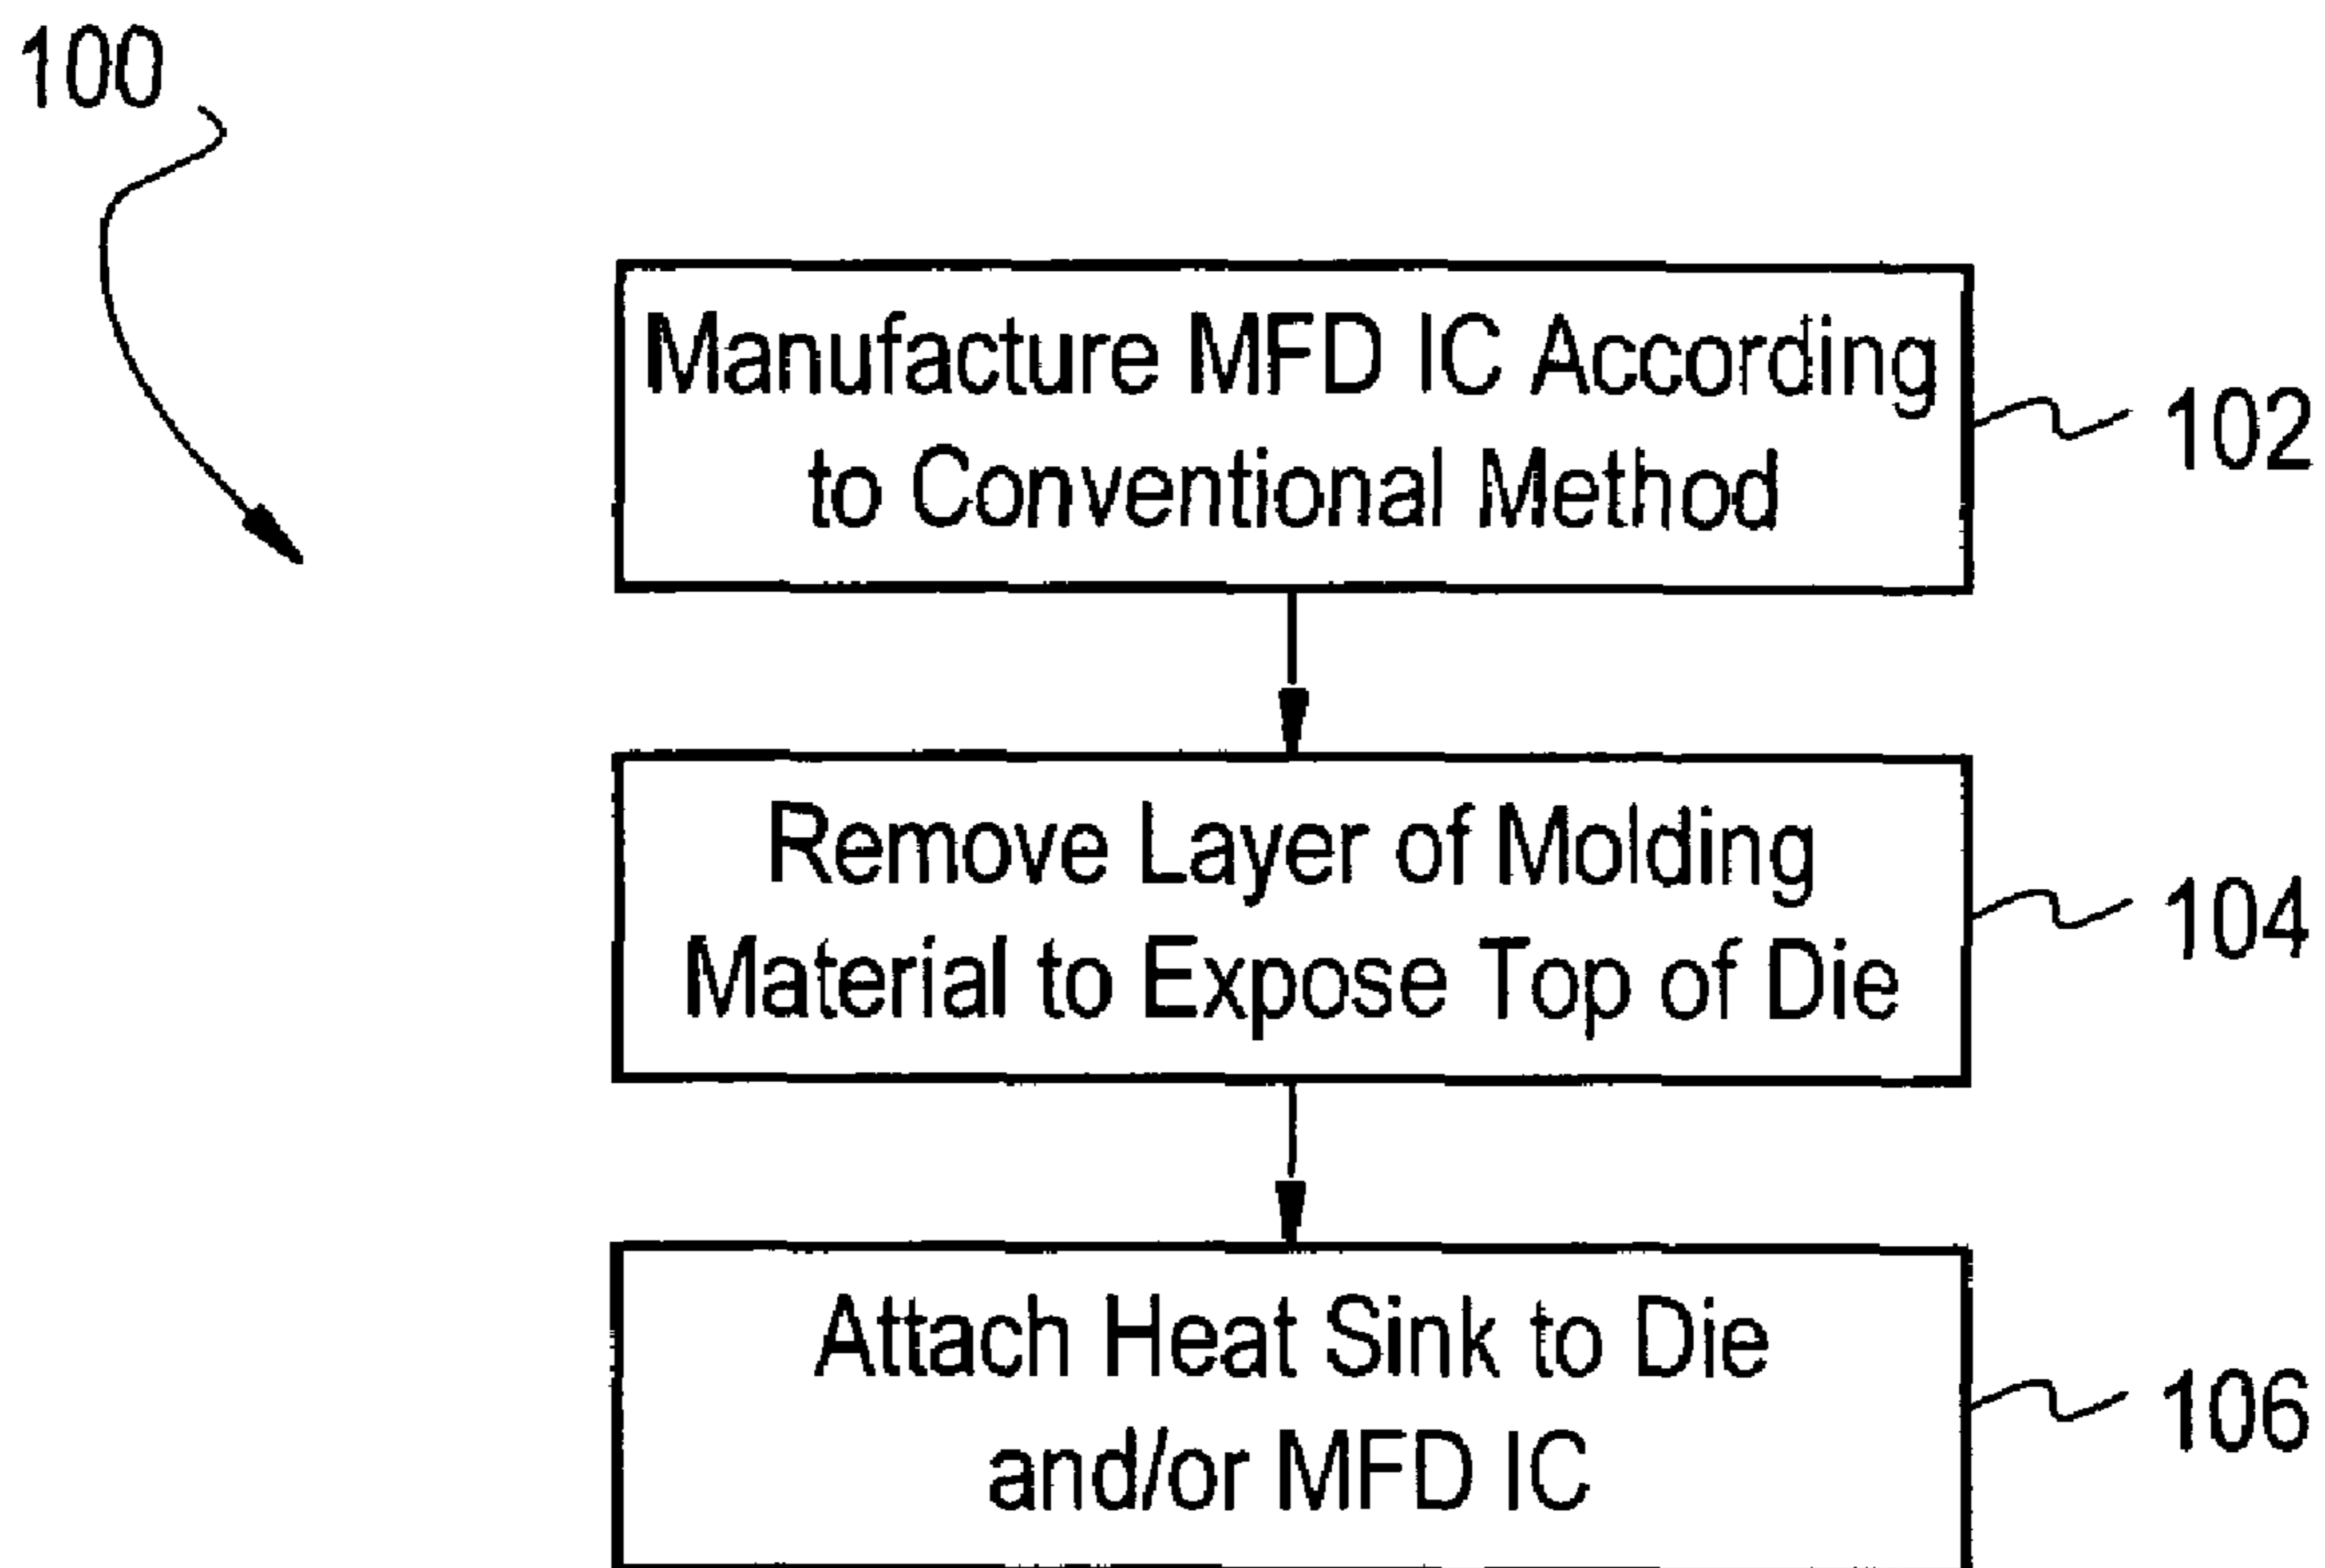 100
Manufacture MFD IC According
to Conventional Method
102
Remove Layer of Molding
Material to Expose Top of Die
104
Attach Heat Sink to Die
and/or MFD IC
106